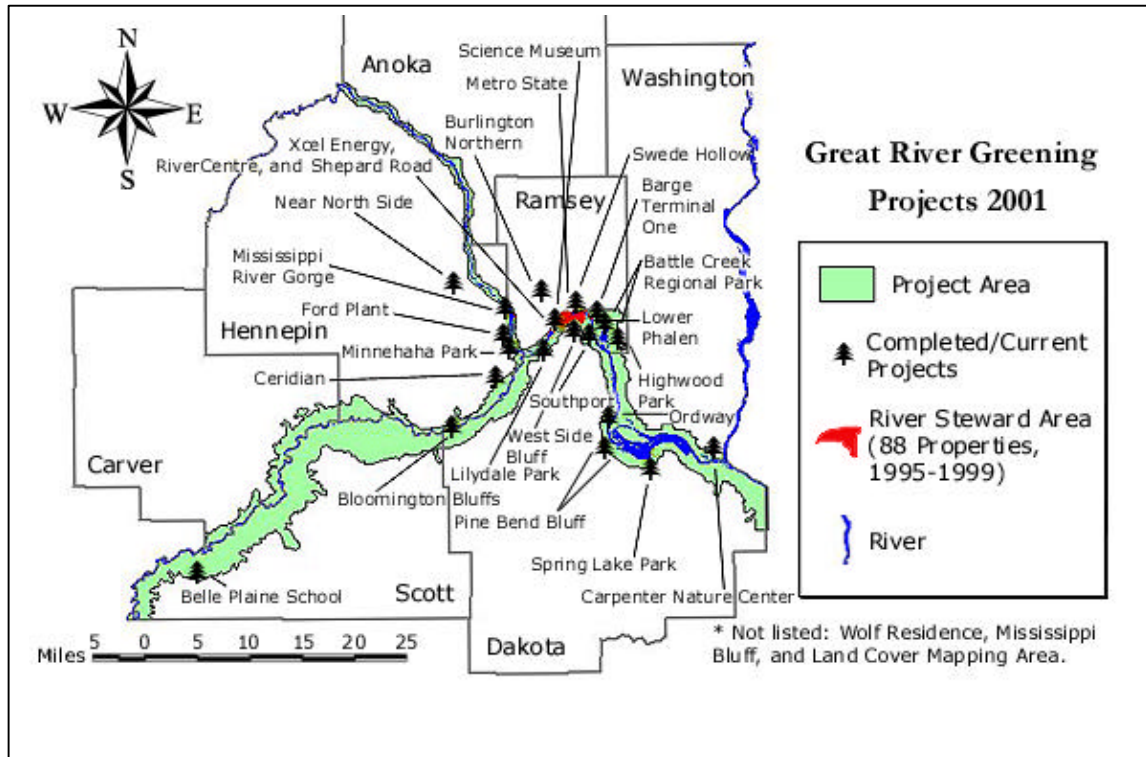 N
W
E
S
Great River Greening
Projects 2001
Anoka
Washington
Ramsey
Hennepin
Carver
Scott
Dakota
Science Museum
Metro State
Burlington
Northern
Xcel Energy,
RiverCentre, and Shepard Road
Near North Side
Mississippi
River Gorge
Ford Plant
Minnehaha Park
Ceridian
Swede Hollow
Barge
Terminal
One
Battle Creek
Regional Park
Lower
Phalen
Highwood
Park
Southport
Ordway
West Side
Bluff
Lilydale Park
Bloomington Bluffs
Pine Bend Bluff
Spring Lake Park
Carpenter Nature Center
Belle Plaine School
Project Area
Completed/Current
Projects
River Steward Area
(88 Properties,
1995-1999)
River
* Not listed: Wolf Residence, Mississippi
Bluff, and Land Cover Mapping Area.
Miles 5 0 5 10 15 20 25